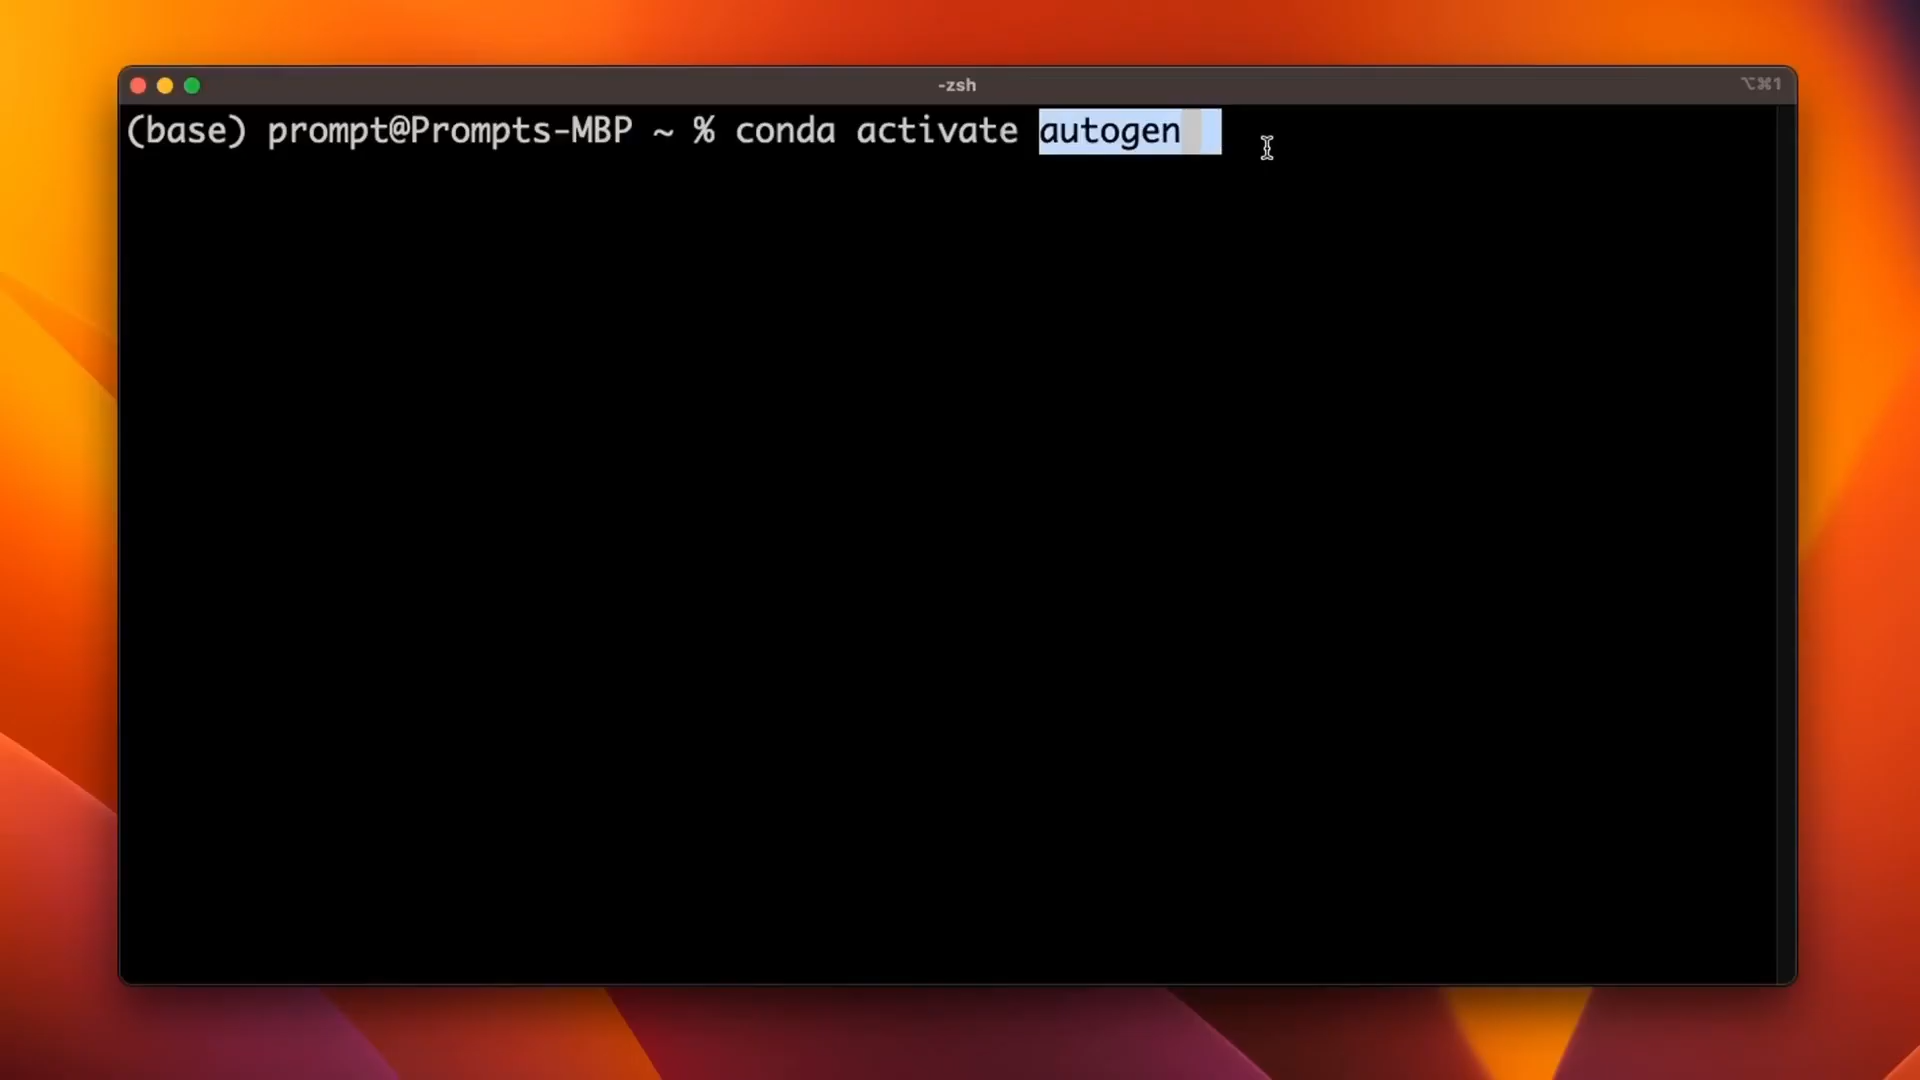 -zsh
⌥⌘1
(base) prompt@Prompts-MBP ~ % conda activate autogen